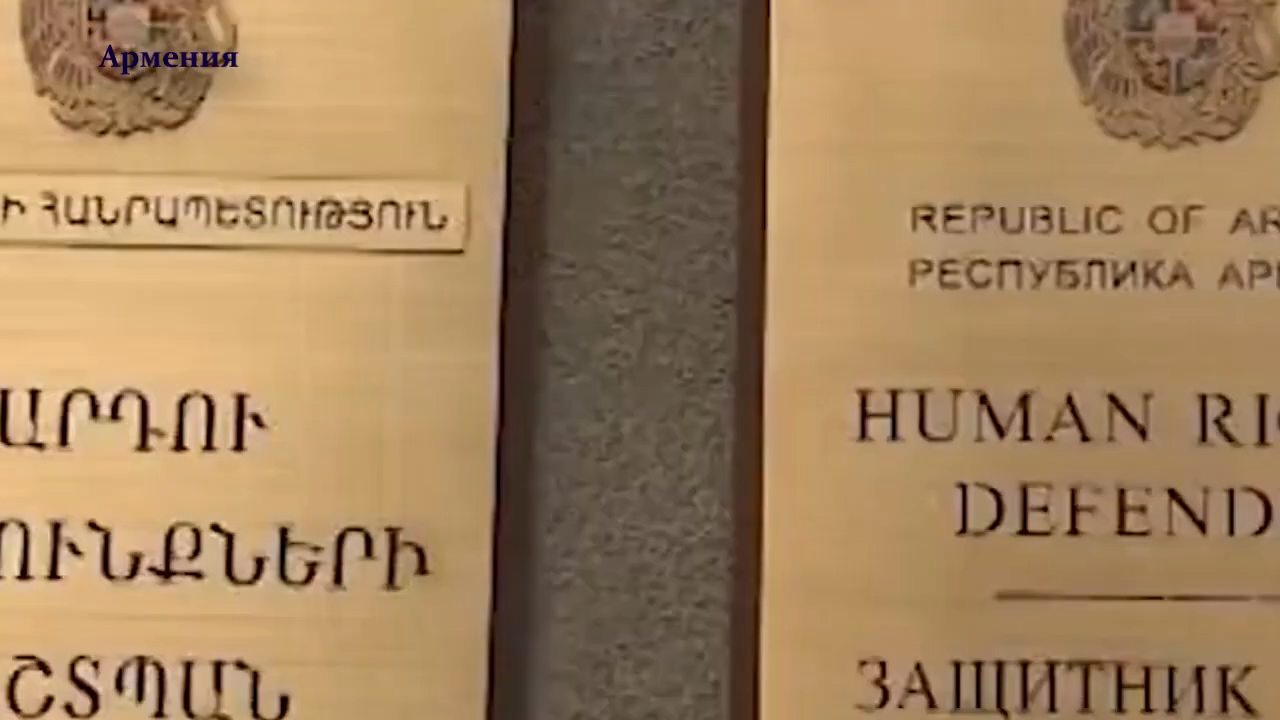 Армения
Ի ՀԱՆՐԱՊԵՏՈՒԹՅՈՒՆ
ԱՐԴՈՒ
ՈՒՆՔՆԵՐԻ
ՇՏՊԱՆ
REPUBLIC OF AR
РЕСПУБЛИКА АР
HUMAN RI
DEFEND
ЗАЩИТНИК